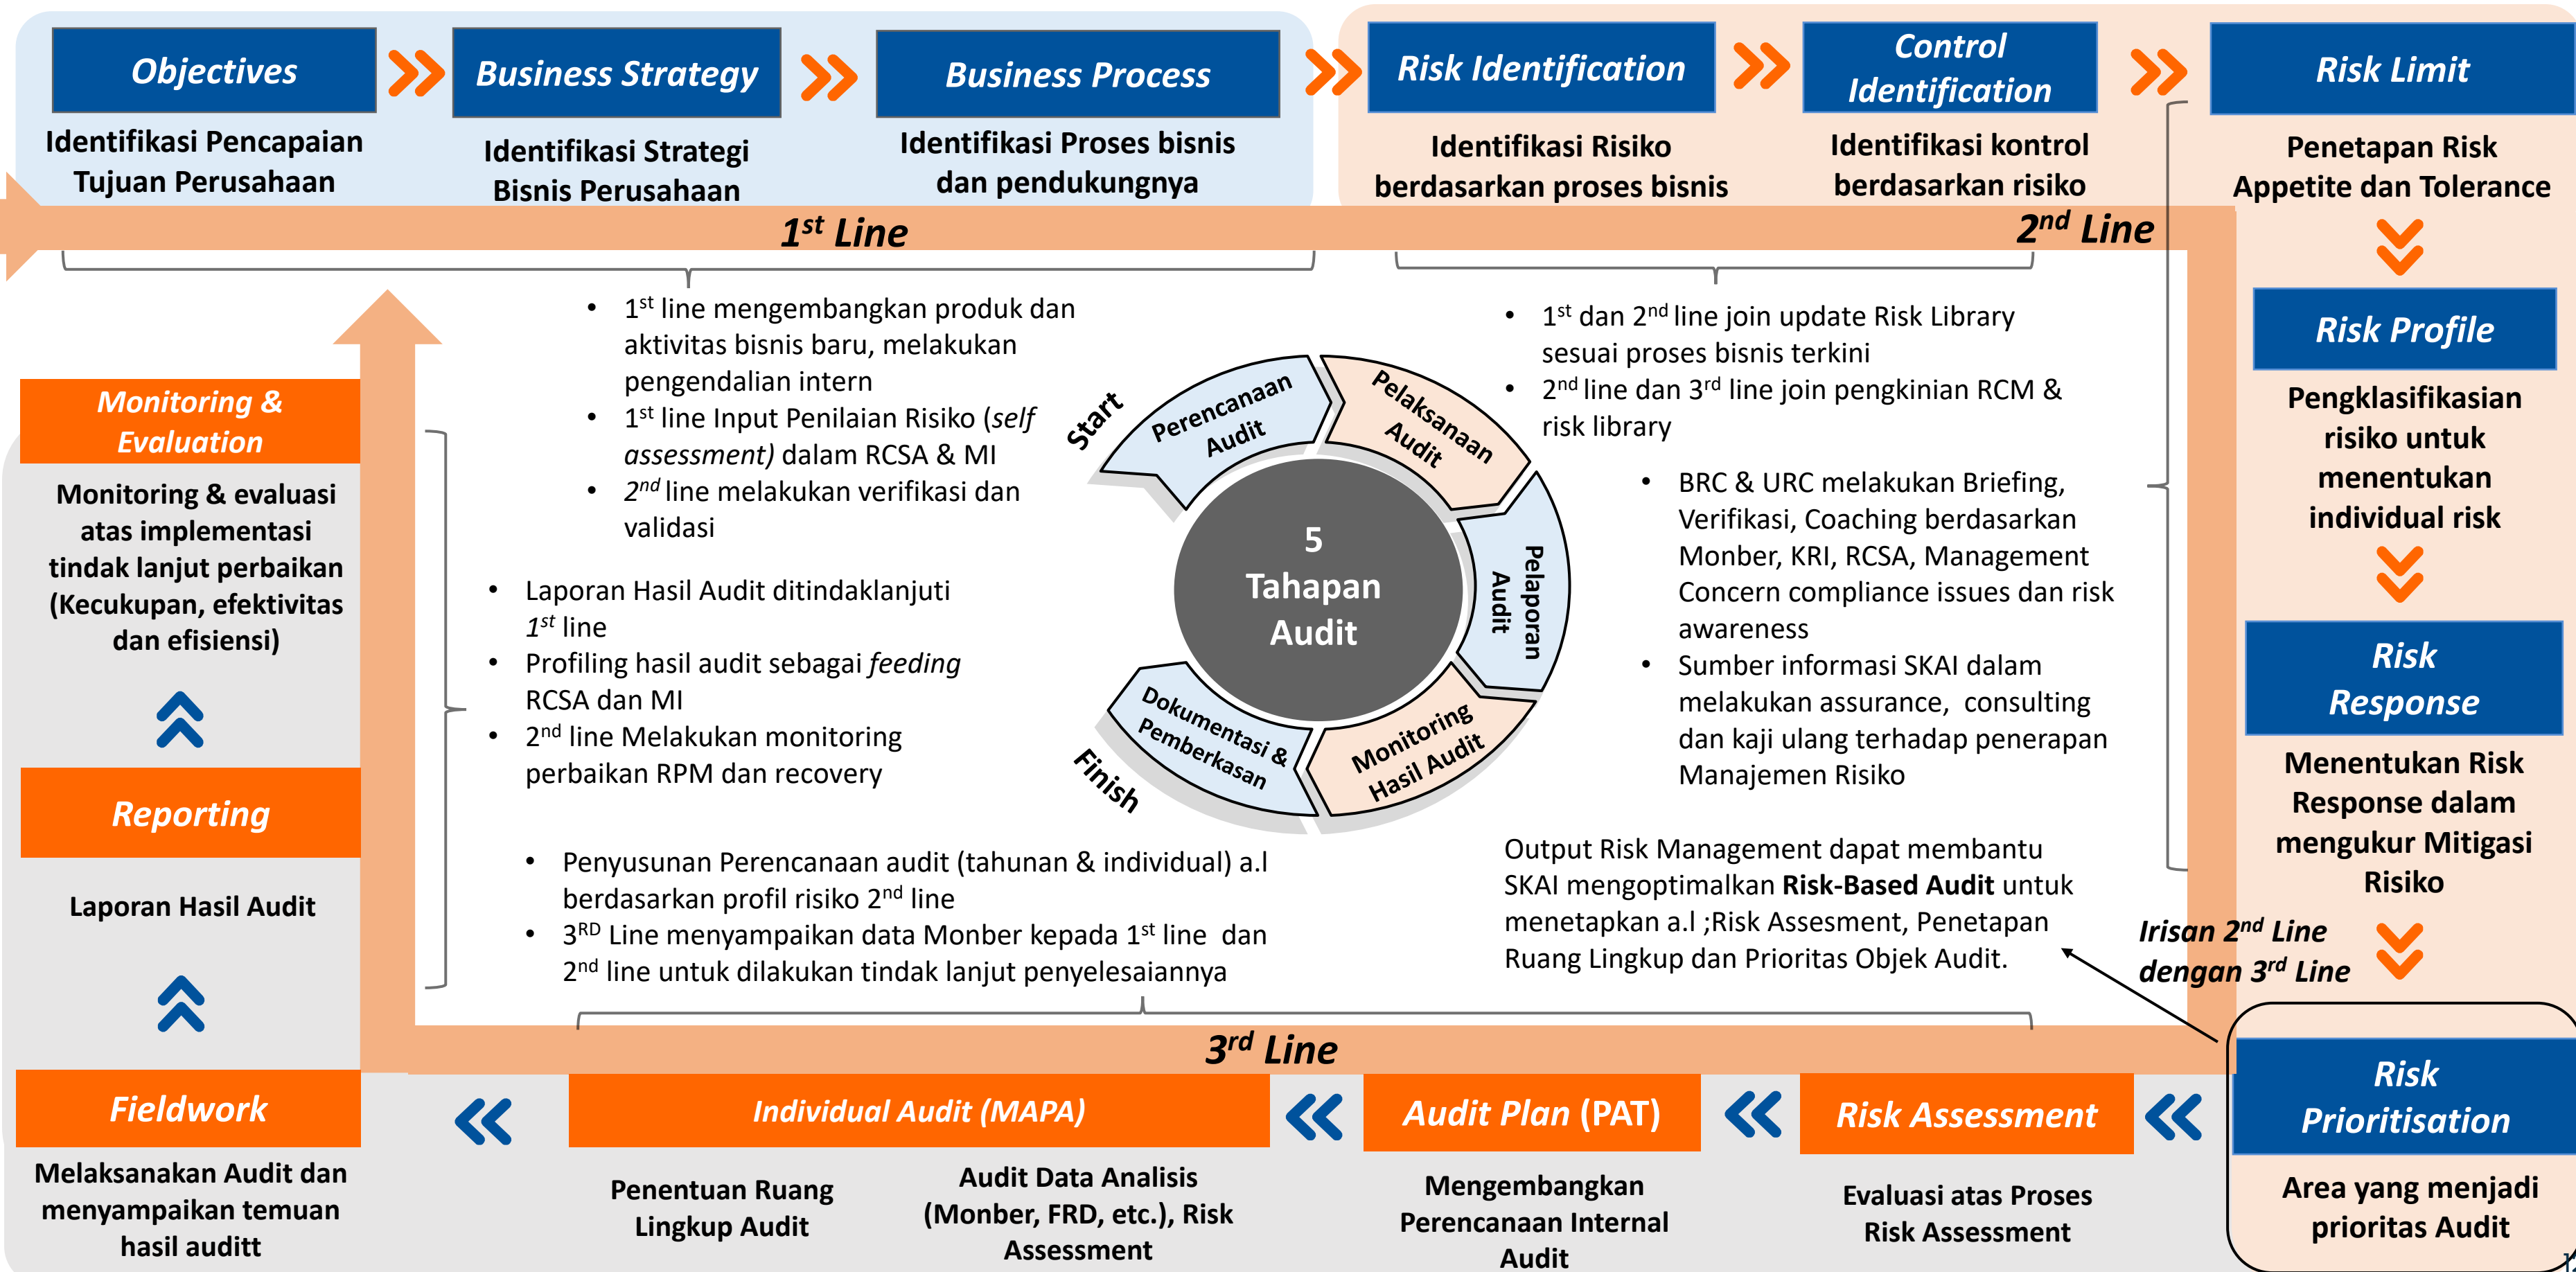 Objectives
Identifikasi Pencapaian
Tujuan Perusahaan
Business Strategy
Identifikasi Strategi
Bisnis Perusahaan
Business Process
Identifikasi Proses bisnis
dan pendukungnya
Risk Identification
Identifikasi Risiko
berdasarkan proses bisnis
Control
Identification
Identifikasi kontrol
berdasarkan risiko
Risk Limit
Penetapan Risk
Appetite dan Tolerance
1st Line
2nd Line
• 1st line mengembangkan produk dan
aktivitas bisnis baru, melakukan
pengendalian intern
• 1st line Input Penilaian Risiko (self
assessment) dalam RCSA & MI
• 2nd line melakukan verifikasi dan
validasi
• 1st dan 2nd line join update Risk Library
sesuai proses bisnis terkini
• 2nd line dan 3rd line join pengkinian RCM &
risk library
• BRC & URC melakukan Briefing,
Verifikasi, Coaching berdasarkan
Monber, KRI, RCSA, Management
Concern compliance issues dan risk
awareness
• Sumber informasi SKAI dalam
melakukan assurance, consulting
dan kaji ulang terhadap penerapan
Manajemen Risiko
Risk Profile
Pengklasifikasian
risiko untuk
menentukan
individual risk
Risk
Response
Menentukan Risk
Response dalam
mengukur Mitigasi
Risiko
Start
Perencanaan
Audit
Pelaksanaan
Audit
Pelaporan
Audit
Monitoring
Hasil Audit
Dokumentasi &
Pemberkasan
Finish
5
Tahapan
Audit
Monitoring &
Evaluation
Monitoring & evaluasi
atas implementasi
tindak lanjut perbaikan
(Kecukupan, efektivitas
dan efisiensi)
• Laporan Hasil Audit ditindaklanjuti
1st line
• Profiling hasil audit sebagai feeding
RCSA dan MI
• 2nd line Melakukan monitoring
perbaikan RPM dan recovery
Reporting
Laporan Hasil Audit
• Penyusunan Perencanaan audit (tahunan & individual) a.l
berdasarkan profil risiko 2nd line
• 3RD Line menyampaikan data Monber kepada 1st line dan
2nd line untuk dilakukan tindak lanjut penyelesaiannya
Output Risk Management dapat membantu
SKAI mengoptimalkan Risk-Based Audit untuk
menetapkan a.l ;Risk Assesment, Penetapan
Ruang Lingkup dan Prioritas Objek Audit.
Irisan 2nd Line
dengan 3rd Line
3rd Line
Fieldwork
Melaksanakan Audit dan
menyampaikan temuan
hasil auditt
Individual Audit (MAPA)
Penentuan Ruang
Lingkup Audit
Audit Data Analisis
(Monber, FRD, etc.), Risk
Assessment
Audit Plan (PAT)
Mengembangkan
Perencanaan Internal
Audit
Risk Assessment
Evaluasi atas Proses
Risk Assessment
Risk
Prioritisation
Area yang menjadi
prioritas Audit